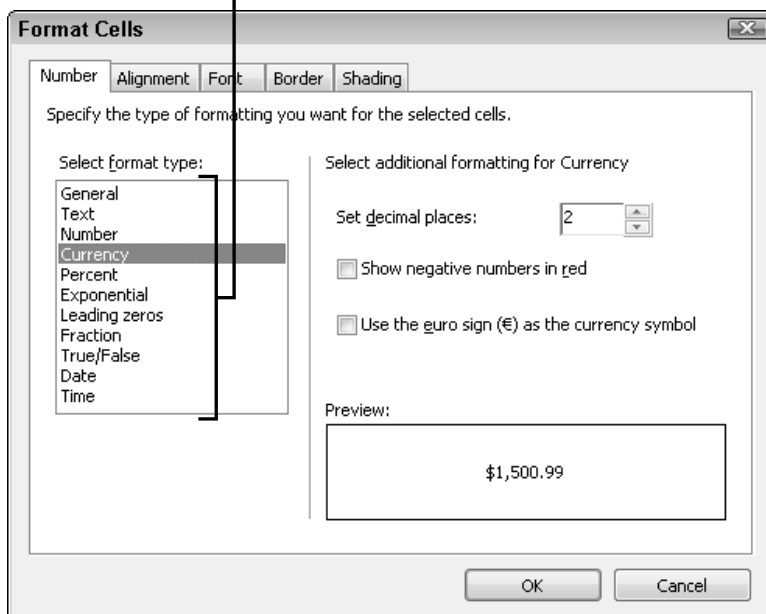 Format Cells
Number Alignment Font Border Shading
Specify the type of formatting you want for the selected cells.
Select format type:
General
Text
Number
Currency
Percent
Exponential
Leading zeros
Fraction
True/False
Date
Time
Select additional formatting for Currency
Set decimal places: 2
Show negative numbers in red
Use the euro sign (€) as the currency symbol
Preview:
$1,500.99
OK Cancel